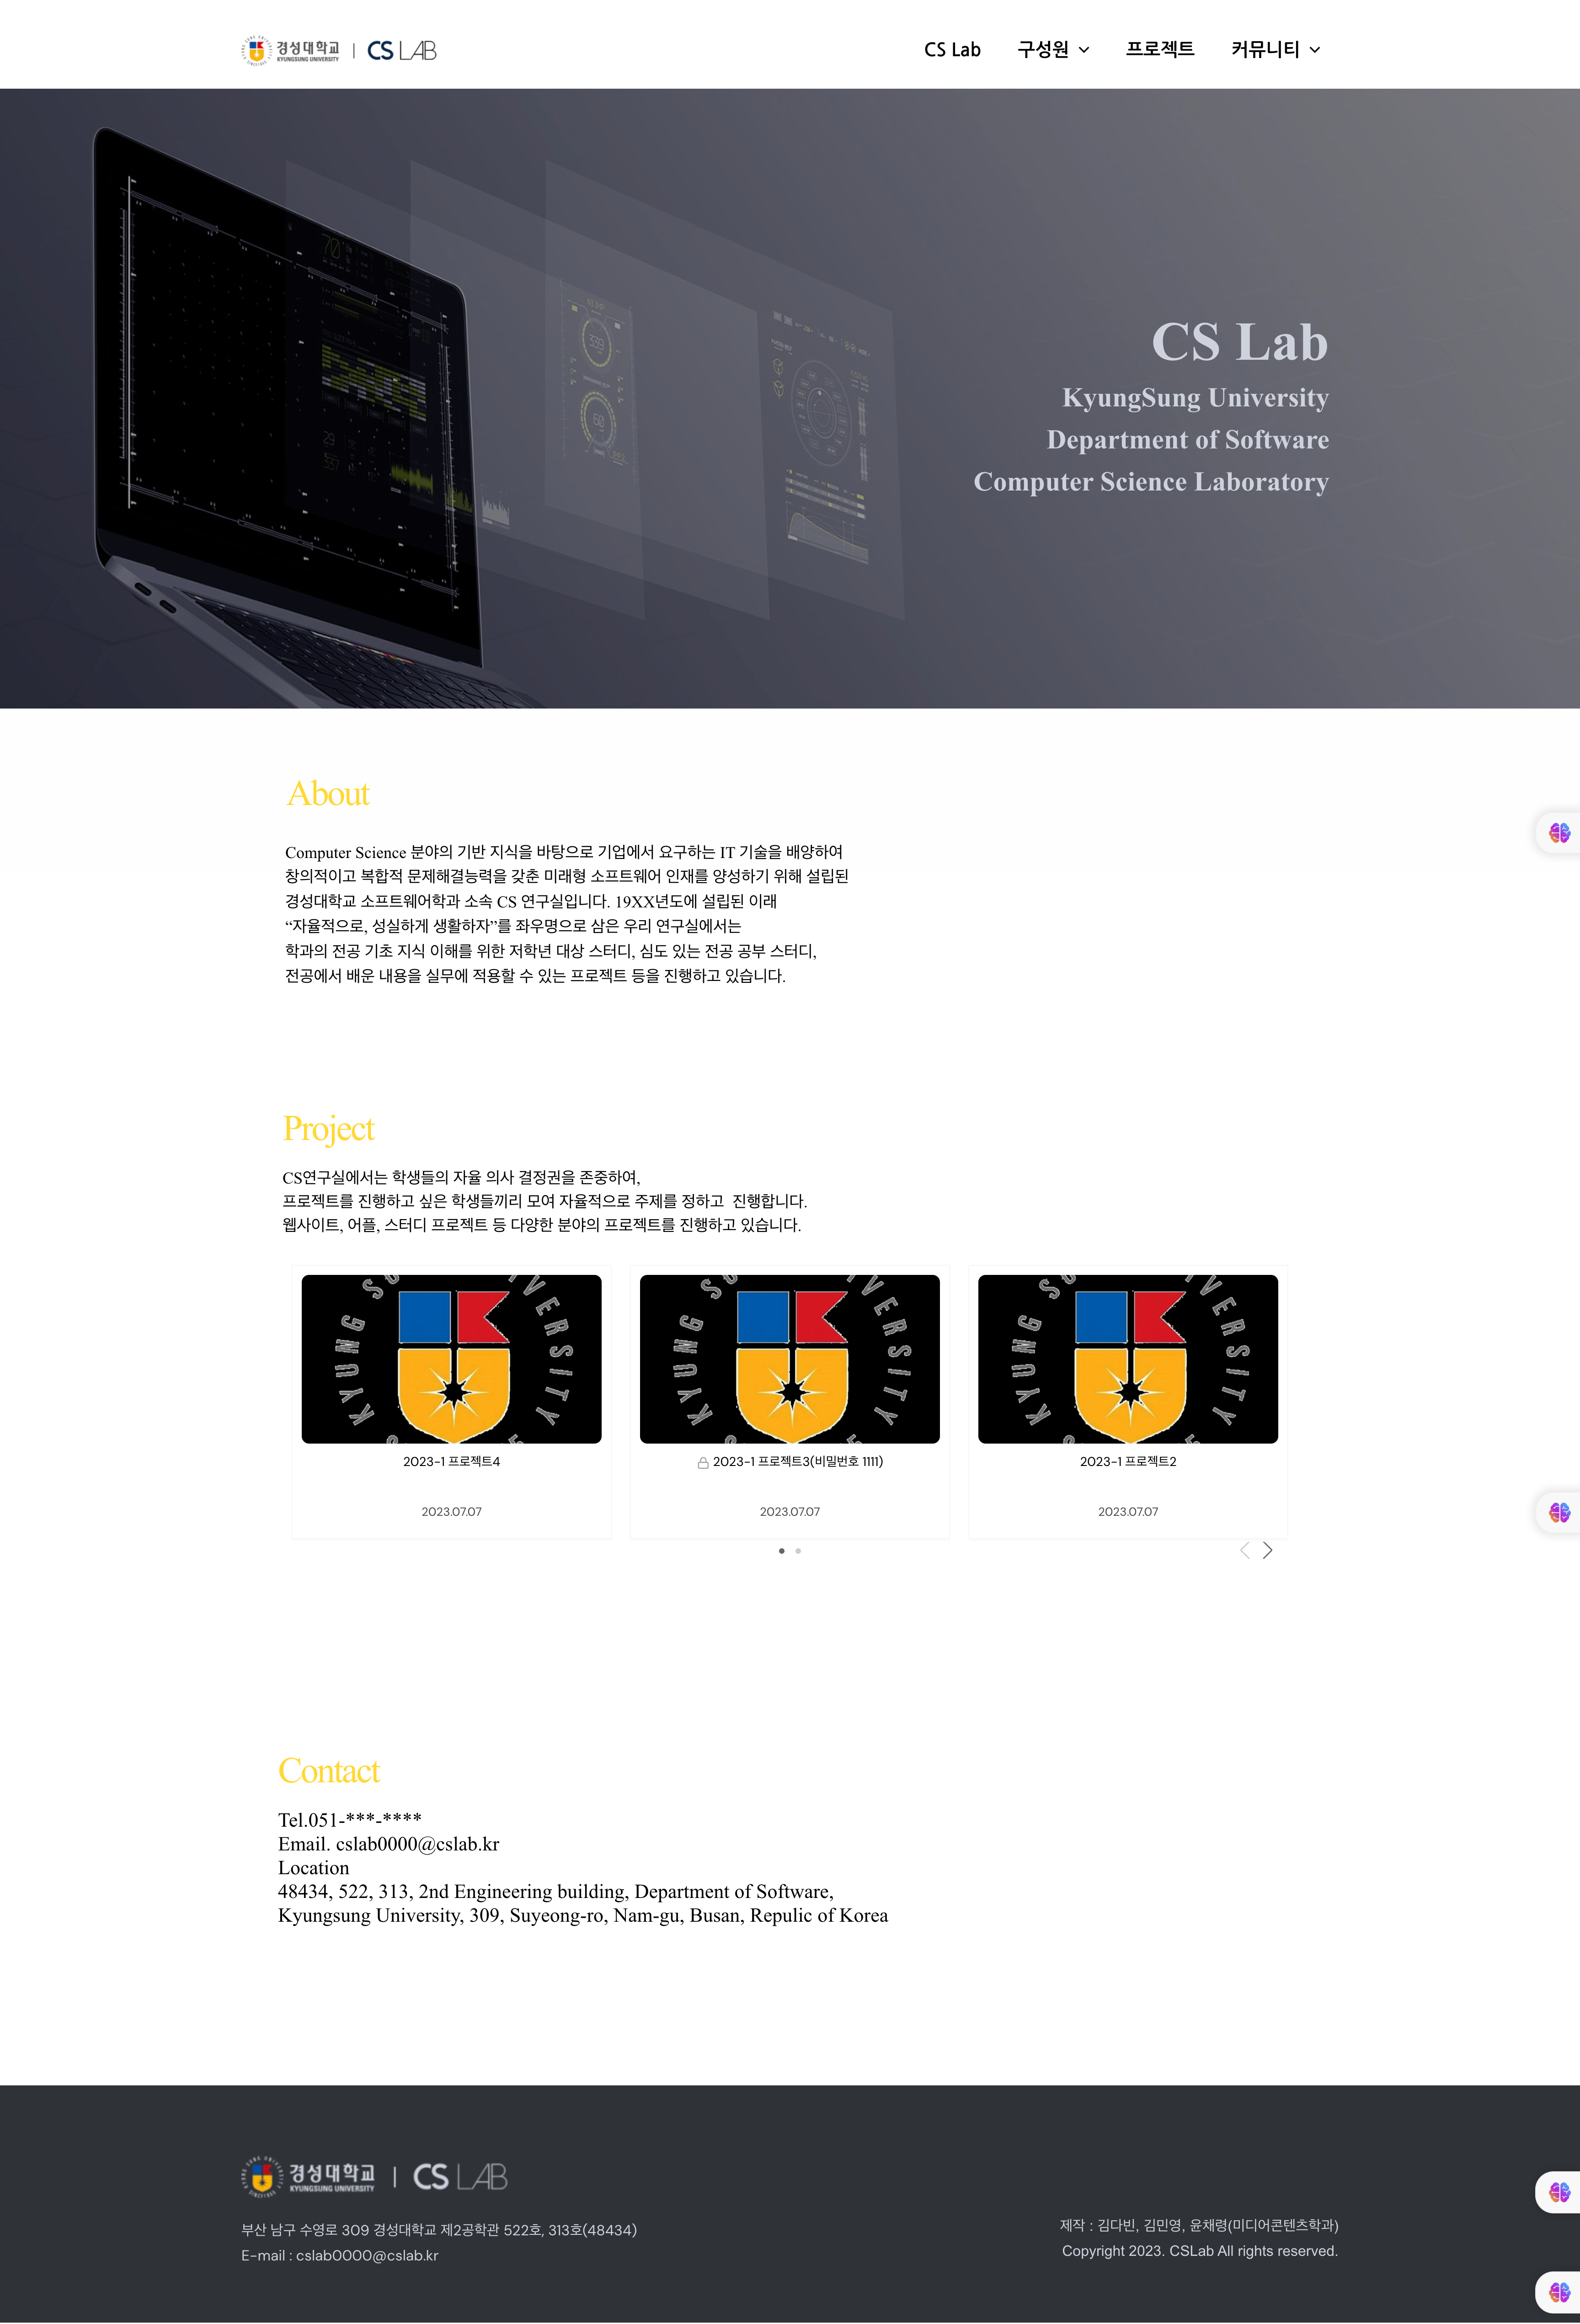 경성대학교
KYUNGSUNG UNIVERSITY
CS LAB
CS Lab
구성원
프로젝트
커뮤니티
CS Lab
KyungSung University
Department of Software
Computer Science Laboratory
About
Computer Science 분야의 기반 지식을 바탕으로 기업에서 요구하는 IT 기술을 배양하여
창의적이고 복합적 문제해결능력을 갖춘 미래형 소프트웨어 인재를 양성하기 위해 설립된
경성대학교 소프트웨어학과 소속 CS 연구실입니다. 19XX년도에 설립된 이래
“자율적으로, 성실하게 생활하자”를 좌우명으로 삼은 우리 연구실에서는
학과의 전공 기초 지식 이해를 위한 저학년 대상 스터디, 심도 있는 전공 공부 스터디,
전공에서 배운 내용을 실무에 적용할 수 있는 프로젝트 등을 진행하고 있습니다.
Project
CS연구실에서는 학생들의 자율 의사 결정권을 존중하여,
프로젝트를 진행하고 싶은 학생들끼리 모여 자율적으로 주제를 정하고 진행합니다.
웹사이트, 어플, 스터디 프로젝트 등 다양한 분야의 프로젝트를 진행하고 있습니다.
2023-1 프로젝트4
2023.07.07
2023-1 프로젝트3(비밀번호 1111)
2023.07.07
2023-1 프로젝트2
2023.07.07
Contact
Tel.051-***-****
Email. cslab0000@cslab.kr
Location
48434, 522, 313, 2nd Engineering building, Department of Software,
Kyungsung University, 309, Suyeong-ro, Nam-gu, Busan, Repulic of Korea
경성대학교
KYUNGSUNG UNIVERSITY
CS LAB
부산 남구 수영로 309 경성대학교 제2공학관 522호, 313호(48434)
E-mail : cslab0000@cslab.kr
제작 : 김다빈, 김민영, 윤채령(미디어콘텐츠학과)
Copyright 2023. CSLab All rights reserved.